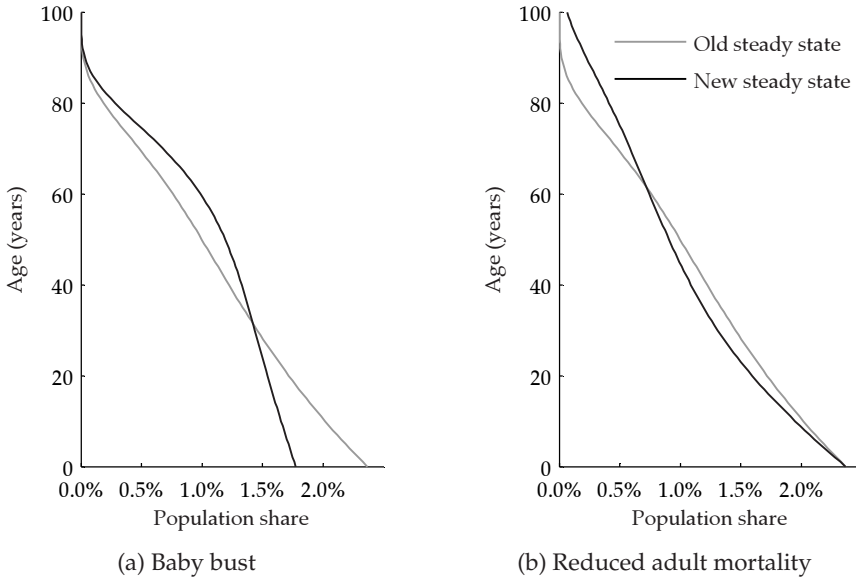 100
80
60
40
20
0
Age (years)
0.0% 0.5% 1.0% 1.5% 2.0%
Population share
(a) Baby bust
100
80
60
40
20
0
Age (years)
Old steady state
New steady state
0.0% 0.5% 1.0% 1.5% 2.0%
Population share
(b) Reduced adult mortality